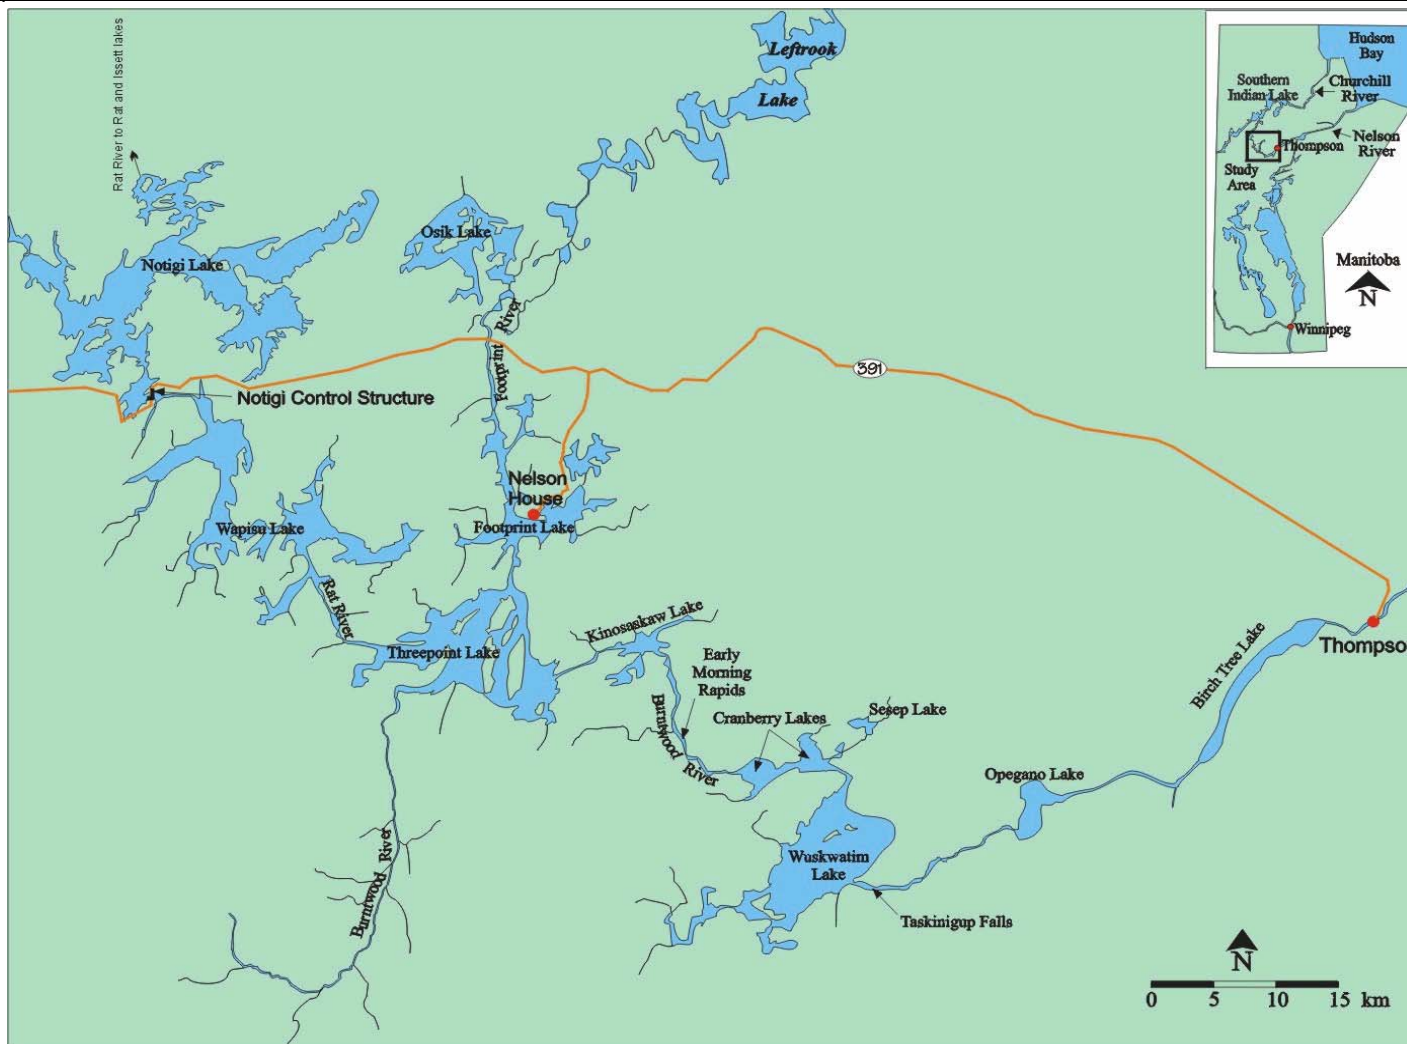 Rat River to Rat and Issett lakes
Leftrook
Lake
Osik Lake
Notigi Lake
Footprint
River
391
Notigi Control Structure
Nelson
House
Footprint Lake
Wapisu Lake
Rat River
Threepoint Lake
Kinosaskaw Lake
Early
Morning
Rapids
Burntwood River
Cranberry Lakes
Sesep Lake
Birch Tree Lake
Thompso
Opegano Lake
Wuskwatim
Lake
Taskinigup Falls
Burntwood River
N
0 5 10 15 km
Hudson
Bay
Southern
Indian Lake
Churchill
River
Nelson
River
Thompson
Study
Area
Manitoba
N
Winnipeg